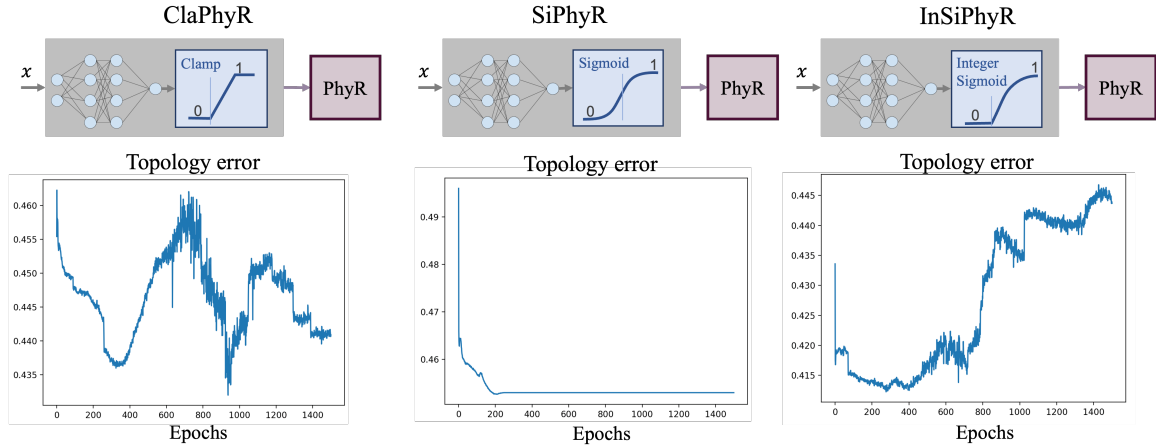 ClaPhyR
SiPhyR
InSiPhyR
x
Clamp
0
1
PhyR
x
Sigmoid
0
1
PhyR
x
Integer
Sigmoid
0
1
PhyR
Topology error
0.460
0.455
0.450
0.445
0.440
0.435
0 200 400 600 800 1000 1200 1400
Epochs
Topology error
0.49
0.48
0.47
0.46
0 200 400 600 800 1000 1200 1400
Epochs
Topology error
0.445
0.440
0.435
0.430
0.425
0.420
0.415
0 200 400 600 800 1000 1200 1400
Epochs